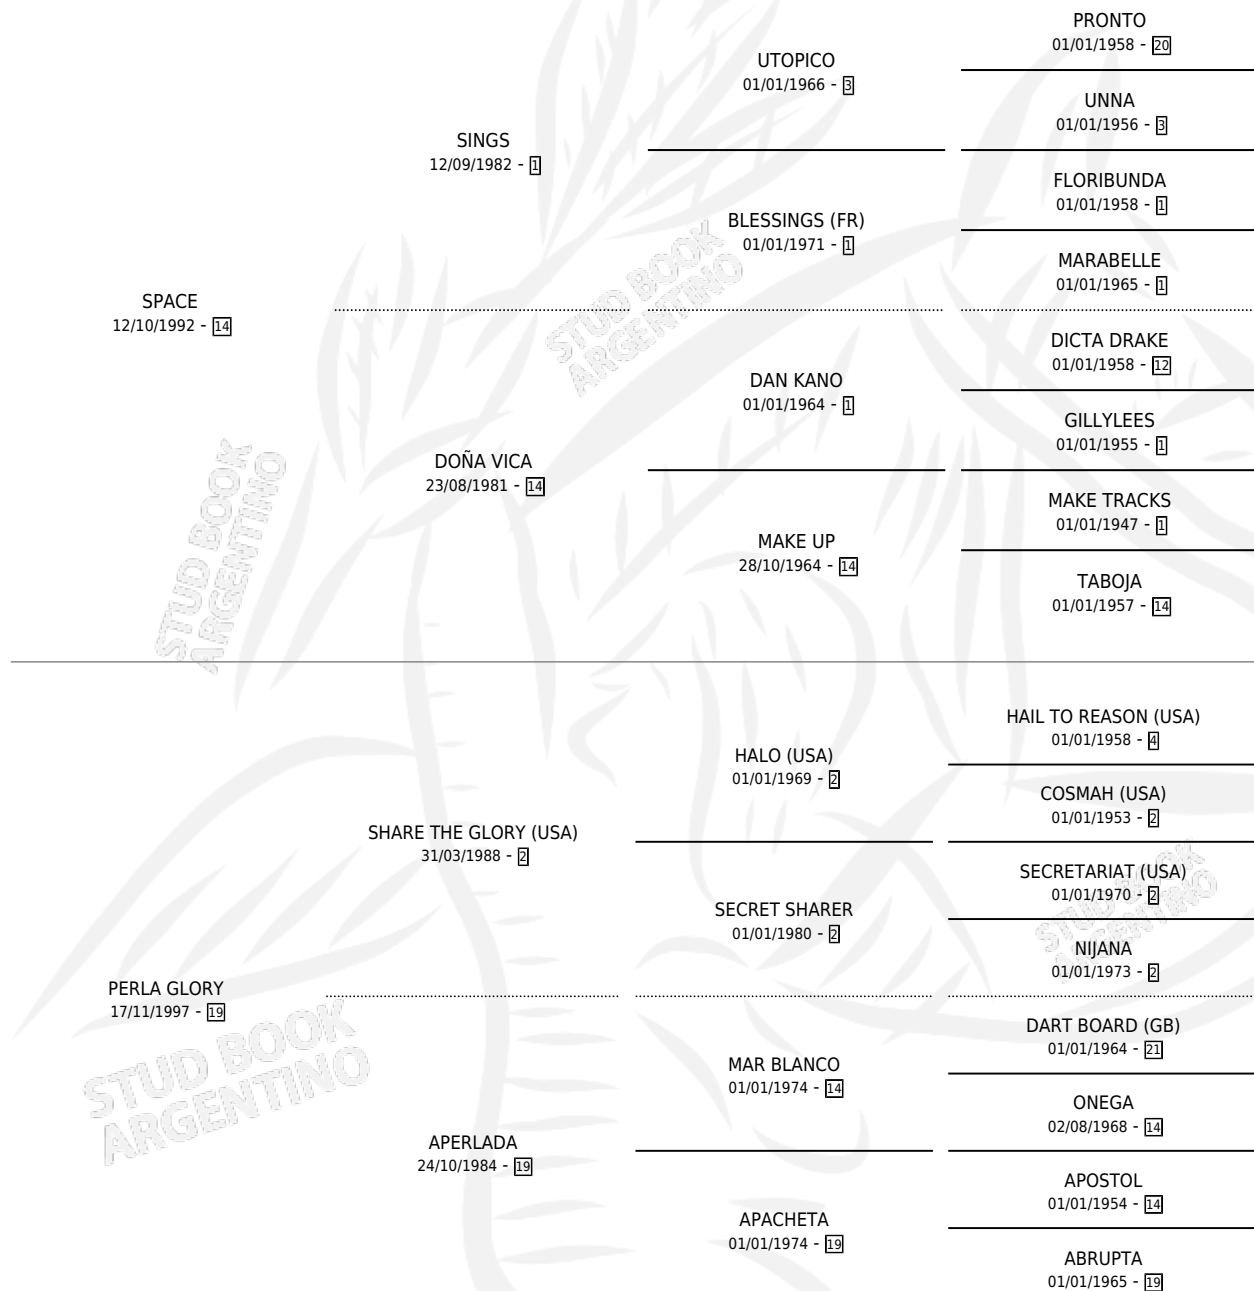 PRONTO
01/01/1958 - 20
UTOPICO
01/01/1966 - 3
UNNA
01/01/1956 - 3
SINGS
12/09/1982 - 1
FLORIBUNDA
01/01/1958 - 1
BLESSINGS (FR)
01/01/1971 - 1
MARABELLE
01/01/1965 - 1
SPACE
12/10/1992 - 14
STUD BOOK
ARGENTINO
DICTA DRAKE
01/01/1958 - 12
DAN KANO
01/01/1964 - 1
GILLYLEES
01/01/1955 - 1
DOÑA VICA
23/08/1981 - 14
MAKE TRACKS
01/01/1947 - 1
MAKE UP
28/10/1964 - 14
TABOJA
01/01/1957 - 14
STUD BOOK
ARGENTINO
HAIL TO REASON (USA)
01/01/1958 - 4
HALO (USA)
01/01/1969 - 2
COSMAH (USA)
01/01/1953 - 2
SHARE THE GLORY (USA)
31/03/1988 - 2
SECRETARIAT (USA)
01/01/1970 - 2
SECRET SHARER
01/01/1980 - 2
STUD BOOK
ARGENTINO
NIJANA
01/01/1973 - 2
PERLA GLORY
17/11/1997 - 19
STUD BOOK
ARGENTINO
DART BOARD (GB)
01/01/1964 - 21
MAR BLANCO
01/01/1974 - 14
ONEGA
02/08/1968 - 14
APERLADA
24/10/1984 - 19
APOSTOL
01/01/1954 - 14
APACHETA
01/01/1974 - 19
ABRUPTA
01/01/1965 - 19